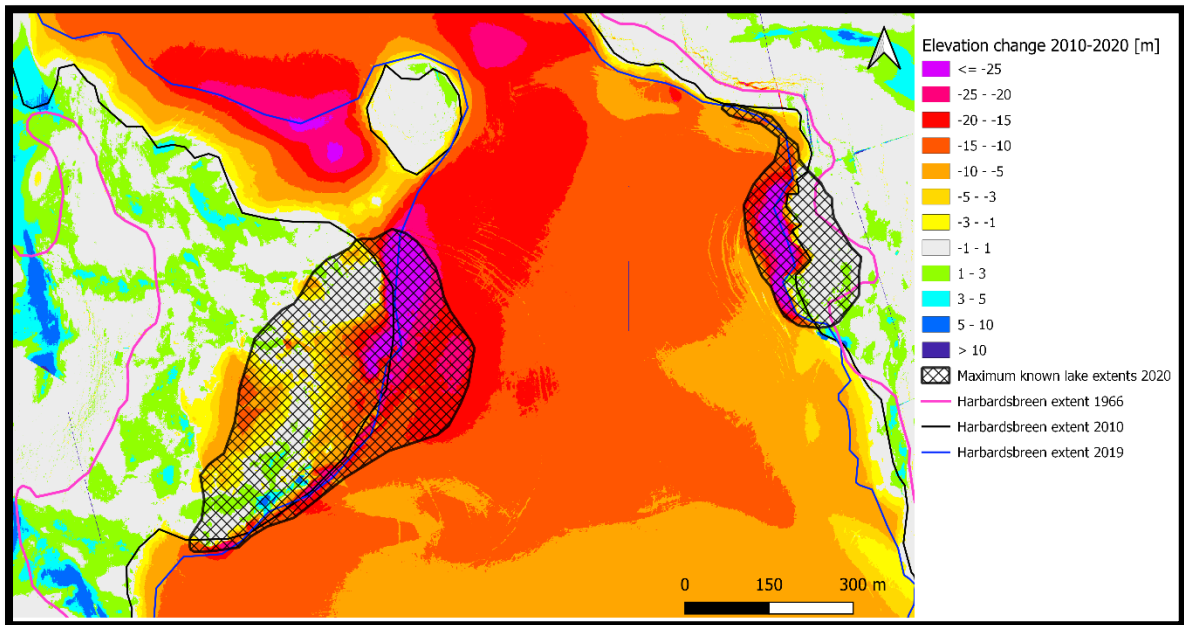 Elevation change 2010-2020 [m]
<= -25
-25 - -20
-20 - -15
-15 - -10
-10 - -5
-5 - -3
-3 - -1
-1 - 1
1 - 3
3 - 5
5 - 10
> 10
Maximum known lake extents 2020
Harbardsbreen extent 1966
Harbardsbreen extent 2010
Harbardsbreen extent 2019
0 150 300 m